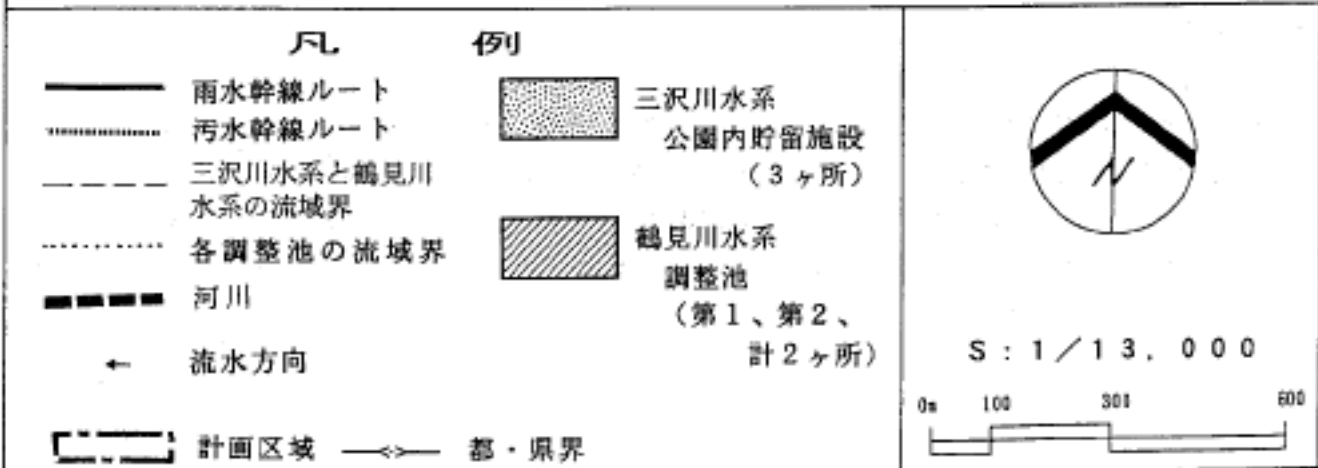 凡 例
雨水幹線ルート
汚水幹線ルート
三沢川水系と鶴見川
水系の流域界
各調整池の流域界
河川
流水方向
計画区域
都・県界
三沢川水系
公園内貯留施設
（3ヶ所）
鶴見川水系
調整池
（第1、第2、
計2ヶ所）
N
S：1／13．000
0m 100 300 600